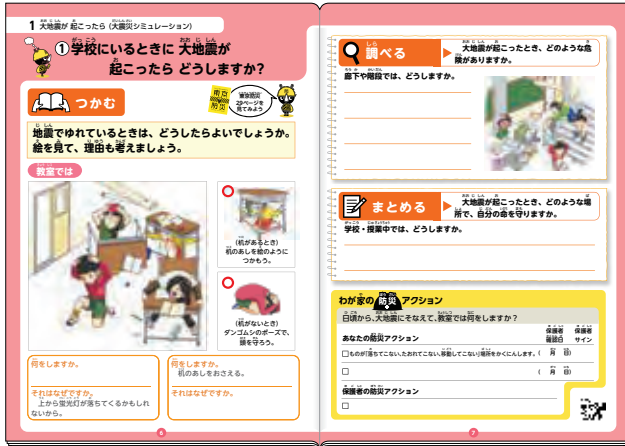 1 大地震が 起こったら（大震災シミュレーション）
①学校にいるときに 大地震が
起こったら どうしますか？
つかむ
東京
防災
東京防災
29ページを
見てみよう
地震でゆれているときは、どうしたらよいでしょうか。
絵を見て、理由も考えましょう。
教室では
（机があるとき）
机のあしを絵のように
つかもう。
（机がないとき）
ダンゴムシのポーズで、
頭を守ろう。
何をしますか。
それはなぜですか。
上から蛍光灯が落ちてくるかもしれ
ないから。
何をしますか。
机のあしをおさえる。
それはなぜですか。
6
調べる
大地震が起こったとき、どのような危
険がありますか。
廊下や階段では、どうしますか。
まとめる
大地震が起こったとき、どのような場
所で、自分の命を守りますか。
学校・授業中では、どうしますか。
わが家の防災アクション
日頃から、大地震にそなえて、教室では何をしますか？
あなたの防災アクション
保護者
確認日
保護者
サイン
□ものが「落ちてこない、たおれてこない、移動してこない」場所をかくにんします。（ 月 日）
□ （ 月 日）
保護者の防災アクション
□
7